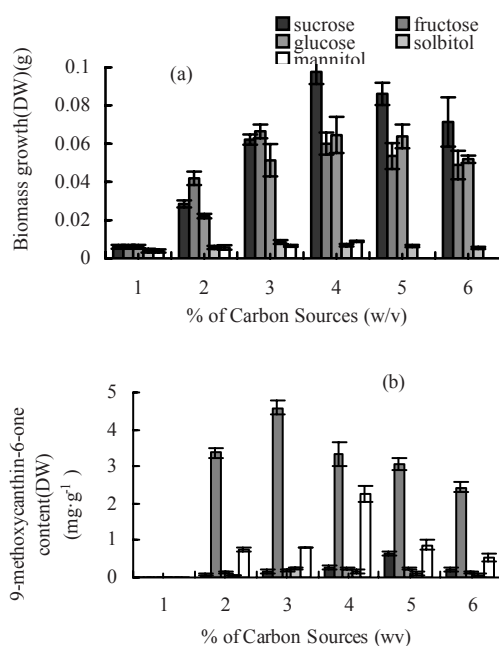 sucrose fructose
glucose solbitol
mannitol
(a)
0.1
0.08
0.06
0.04
0.02
0
Biomass growth(DW)(g)
1 2 3 4 5 6
% of Carbon Sources (w/v)
(b)
5
4
3
2
1
0
9-methoxycanthin-6-one
content(DW)
(mg·g-1)
1 2 3 4 5 6
% of Carbon Sources (wv)